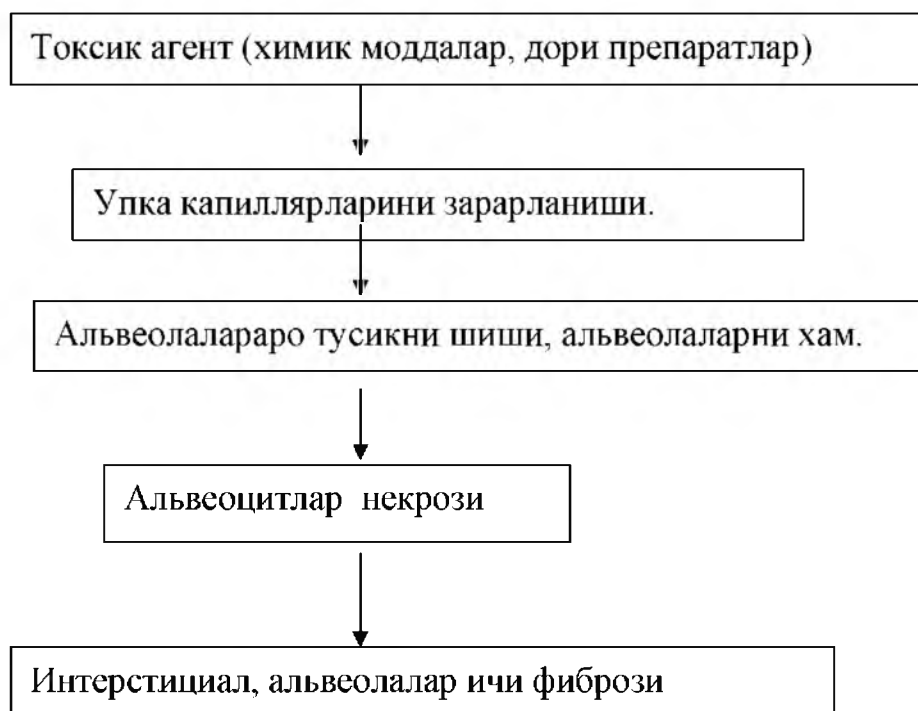 Токсик агент (химик моддалар, дори препаратлар)
Упка капиллярларини зарарланиши.
Альвеолалараро тусикни шиши, альвеолаларни хам.
Альвеоцитлар некрози
Интерстициал, альвеолалар ичи фибрози